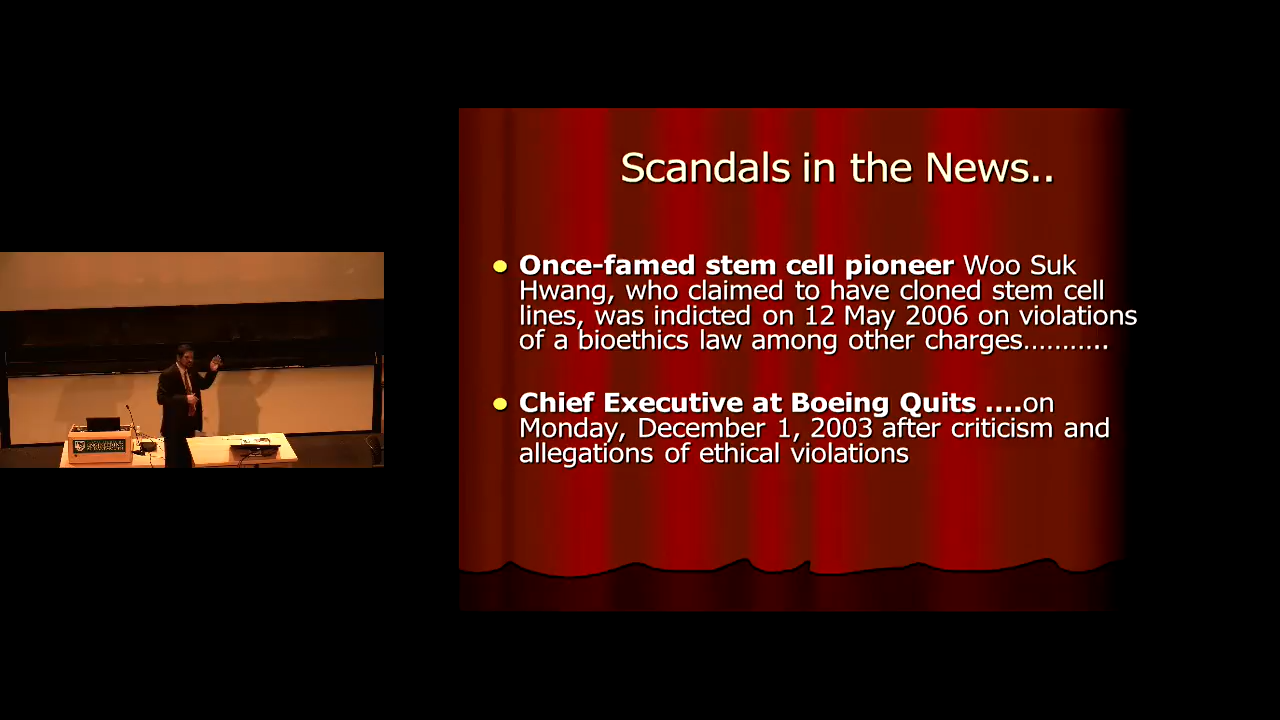 Scandals in the News..
● Once-famed stem cell pioneer Woo Suk
Hwang, who claimed to have cloned stem cell
lines, was indicted on 12 May 2006 on violations
of a bioethics law among other charges………..
● Chief Executive at Boeing Quits ….on
Monday, December 1, 2003 after criticism and
allegations of ethical violations